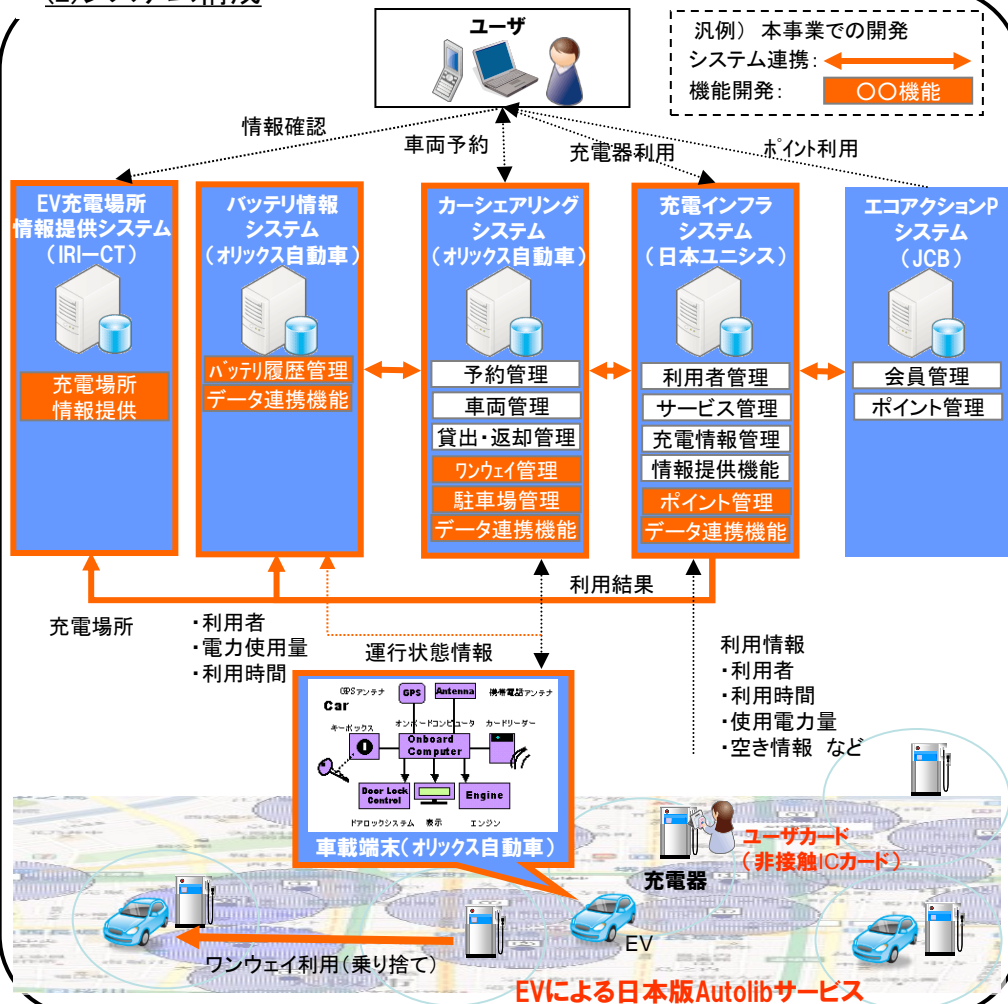 (2)システムの構成
ユーザ
汎例） 本事業での開発
システム連携：
機能開発：
〇〇機能
情報確認
車両予約
充電器利用
ポイント利用
EV充電場所
情報提供システム
（IRI－CT）
充電場所
情報提供
バッテリ情報
システム
（オリックス自動車）
バッテリ履歴管理
データ連携機能
カーシェアリング
システム
（オリックス自動車）
予約管理
車両管理
貸出・返却管理
ワンウェイ管理
駐車場管理
データ連携機能
充電インフラ
システム
（日本ユニシス）
利用者管理
サービス管理
充電情報管理
情報提供機能
ポイント管理
データ連携機能
エコアクションP
システム
（JCB）
会員管理
ポイント管理
利用結果
充電場所
・利用者
・電力使用量
・利用時間
運行状態情報
利用情報
・利用者
・利用時間
・使用電力量
・空き情報 など
GPSアンテナ
GPS
Antenna
携帯電話アンテナ
Car
キーボックス
オンボードコンピュータ
カードリーダー
Onboard
Computer
Door Lock
Control
Engine
ドアロックシステム
表示
エンジン
車載端末（オリックス自動車）
ユーザカード
（非接触ICカード）
充電器
EV
ワンウェイ利用（乗り捨て）
EVによる日本版Autolibサービス